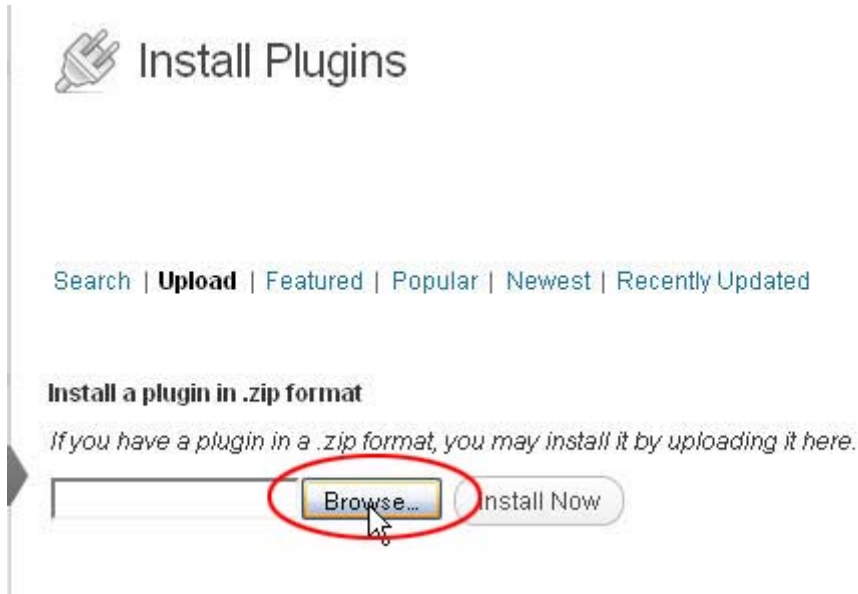 Install Plugins
Search | Upload | Featured | Popular | Newest | Recently Updated
Install a plugin in .zip format
If you have a plugin in a .zip format, you may install it by uploading it here.
Browse... Install Now